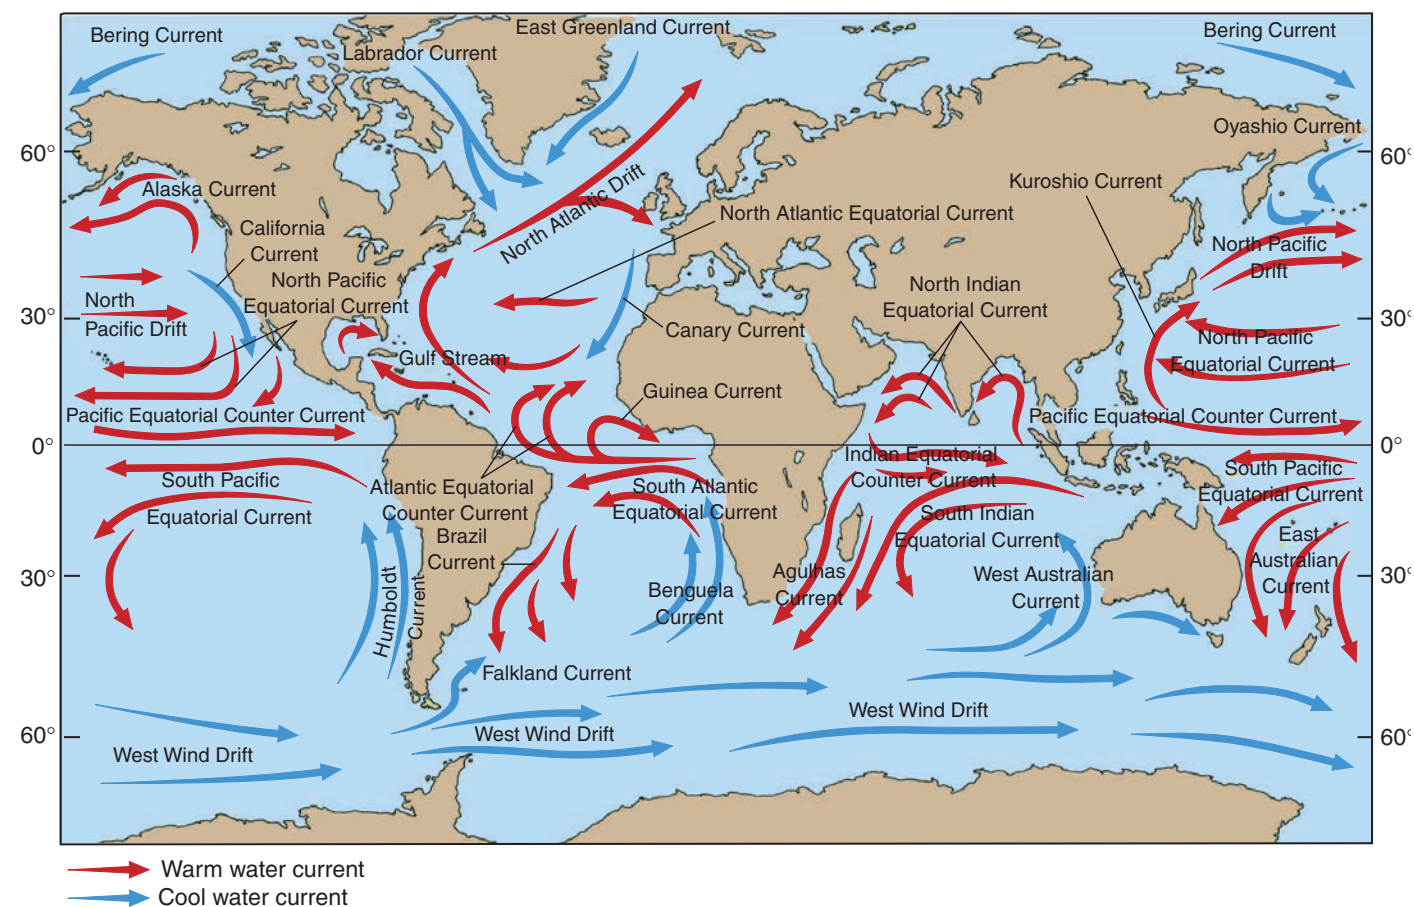 Bering Current
Labrador Current
East Greenland Current
Bering Current
Oyashio Current
60°
60°
Alaska Current
Kuroshio Current
North Atlantic Drift
North Atlantic Equatorial Current
California
Current
North Pacific
Equatorial Current
North Pacific
Drift
North Indian
Equatorial Current
North
Pacific Drift
30°
30°
Canary Current
North Pacific
Equatorial Current
Gulf Stream
Guinea Current
Pacific Equatorial Counter Current
Pacific Equatorial Counter Current
0°
0°
Indian Equatorial
Counter Current
South Pacific
Equatorial Current
South Pacific
Equatorial Current
Atlantic Equatorial
Counter Current
South Atlantic
Equatorial Current
South Indian
Equatorial Current
Brazil
Current
East
Australian
Current
30°
30°
Humboldt
Current
Benguela
Current
Agulhas
Current
West Australian
Current
Falkland Current
60°
60°
West Wind Drift
West Wind Drift
West Wind Drift
Warm water current
Cool water current